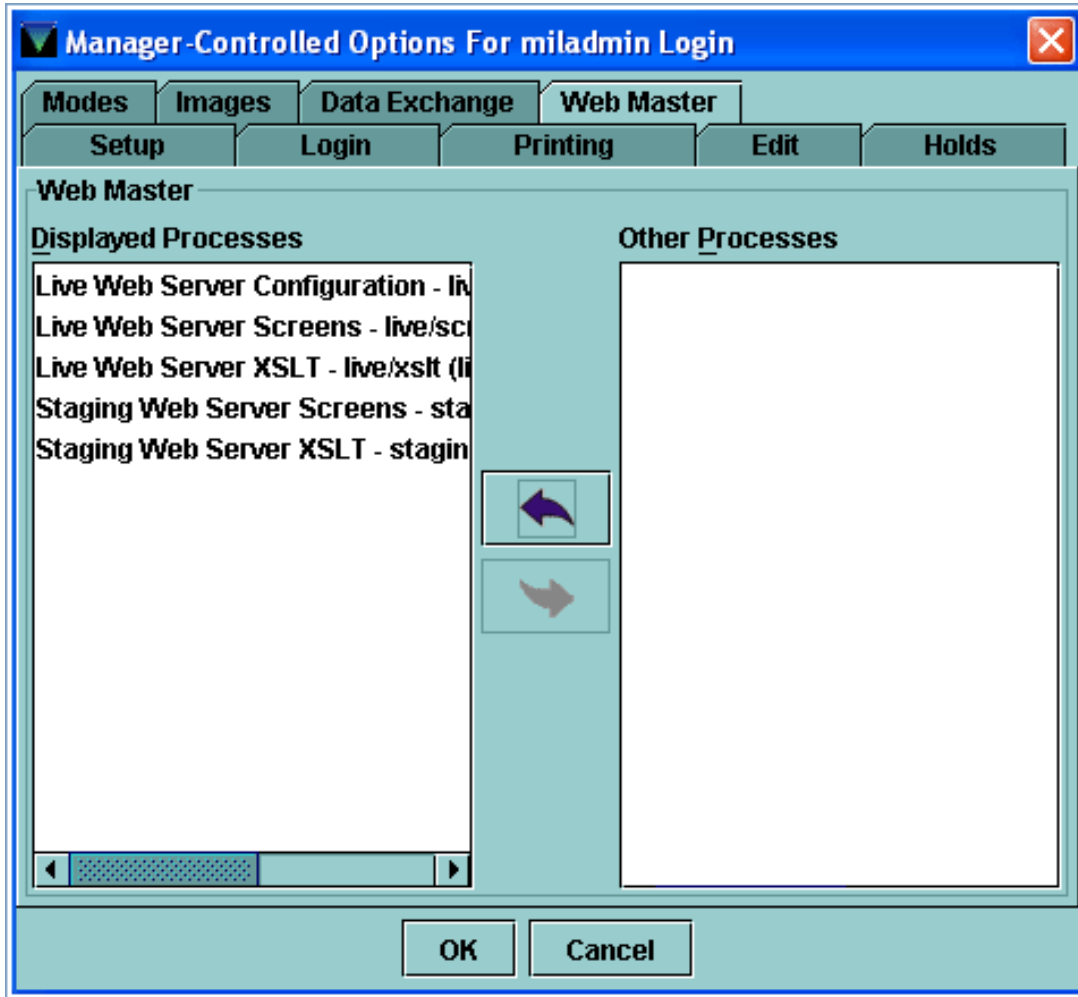 Manager-Controlled Options For miladmin Login
Modes Images Data Exchange Web Master
Setup Login Printing Edit Holds
Web Master
Displayed Processes Other Processes
Live Web Server Configuration - liv
Live Web Server Screens - live/scr
Live Web Server XSLT - live/xslt (li
Staging Web Server Screens - sta
Staging Web Server XSLT - stagin
OK Cancel